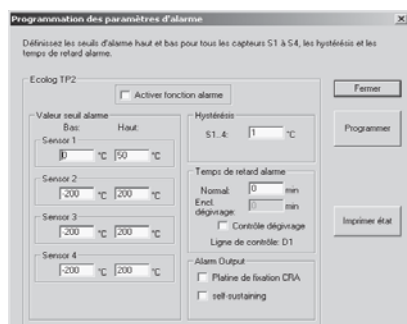 Programmation des paramètres d'alarme
Définissez les seuils d'alarme haut et bas pour tous les capteurs S1 à S4, les hystérésis et les
temps de retard alarme.
Ecolog TP2
Activer fonction alarme
Valeur seuil alarme
Bas: Haut:
Sensor 1
0 °C 50 °C
Sensor 2
-200 °C 200 °C
Sensor 3
-200 °C 200 °C
Sensor 4
-200 °C 200 °C
Hystérésis
S1..4: 1 °C
Temps de retard alarme
Normal: 0 min
Encl. dégivrage: 0 min
Contrôle dégivrage
Ligne de contrôle: D1
Alarm Output
Platine de fixation CRA
self-sustaining
Fermer
Programmer
Imprimer état